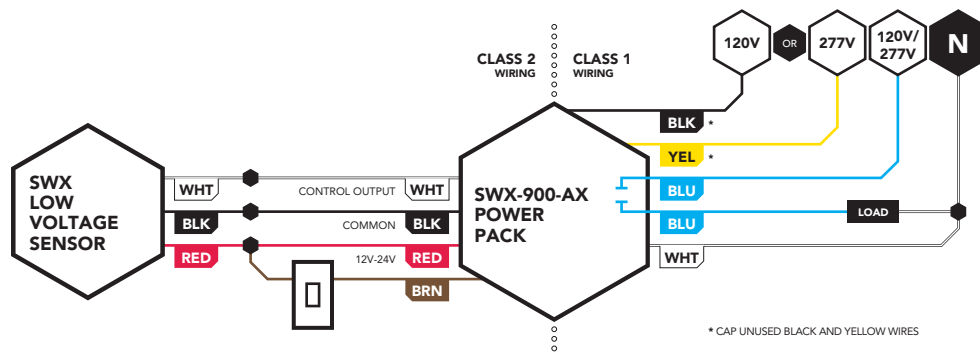 120V
OR
277V
120V/
277V
N
CLASS 2
WIRING
CLASS 1
WIRING
BLK *
YEL *
SWX
LOW
VOLTAGE
SENSOR
WHT
CONTROL OUTPUT
WHT
BLK
COMMON
BLK
RED
12V-24V
RED
BRN
SWX-900-AX
POWER
PACK
BLU
BLU
LOAD
WHT
* CAP UNUSED BLACK AND YELLOW WIRES